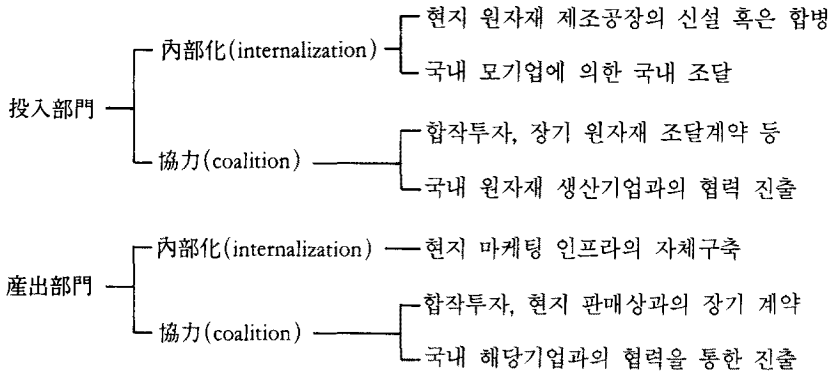 현지 원자재 제조공장의 신설 혹은 합병
內部化(internalization)
국내 모기업에 의한 국내 조달
投入部門
합작투자, 장기 원자재 조달계약 등
協力(coalition)
국내 원자재 생산기업과의 협력 진출
內部化(internalization) 현지 마케팅 인프라의 자체구축
産出部門
합작투자, 현지 판매상과의 장기 계약
協力(coalition)
국내 해당기업과의 협력을 통한 진출